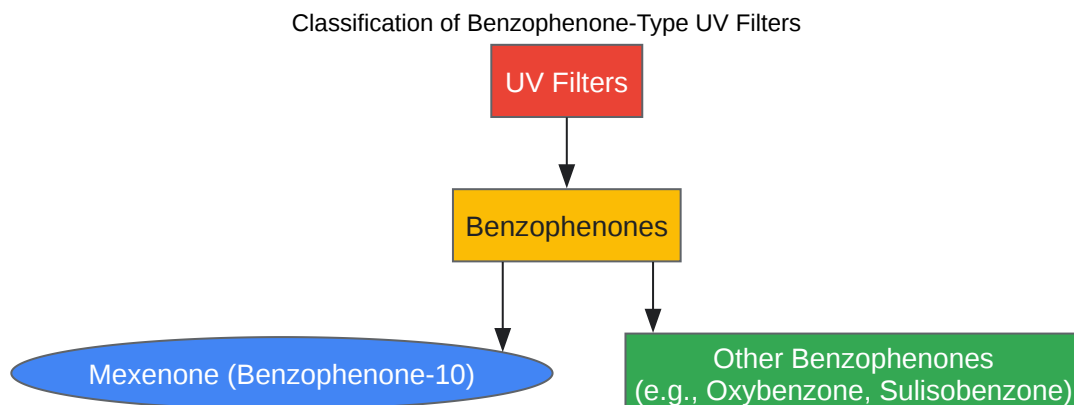 Classification of Benzophenone-Type UV Filters
UV Filters
Benzophenones
Mexenone (Benzophenone-10)
Other Benzophenones
(e.g., Oxybenzone, Sulisobenzone)